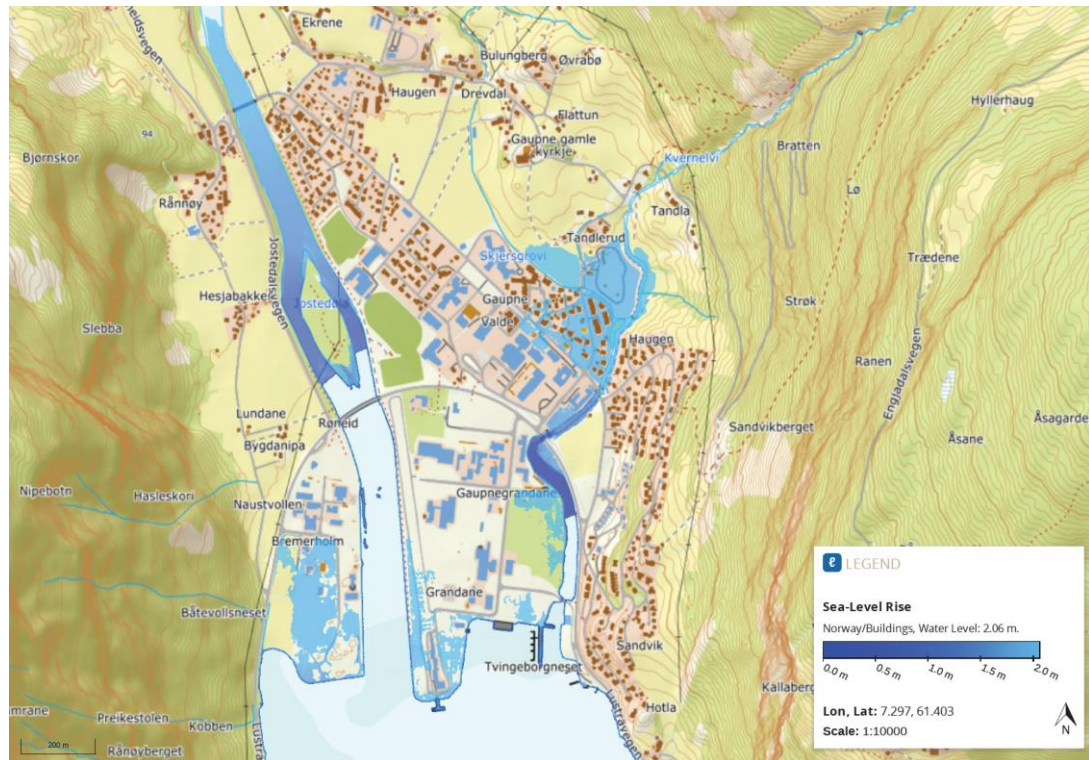 Ekrene
eidsvegen
Bulungberg
Øvrabø
Haugen
Drevdal
Flattun
Hyllerhaug
94
Gaupne gamle
kyrkje
Bratten
Bjørnskor
Kvernelvi
Lø
Rånnøy
Tandla
Tandlerud
Skjersgrovi
Trædene
Jostedalsvegen
Hesjabakken
Jostedøla
Gaupne
Strøk
Valde
Slebba
Haugen
Ranen
Engjadalsvegen
Lundane
Røneid
Sandvikberget
Åsagarde
Bygdanipa
Åsane
Nipebotn
Hasleskori
Naustvollen
Gaupnegrandane
Bremerholm
LEGEND
Båtevollsneset
Grandane
Sea-Level Rise
Norway/Buildings, Water Level: 2.06 m.
Sandvik
Tvingeborgneset
0.0 m
0.5 m
1.0 m
1.5 m
2.0 m
Kallaberg
Lustravegen
Hotla
Lon, Lat: 7.297, 61.403
mrane
Preikestolen
Kobben
Lustra
Scale: 1:10000
N
200 m
Rånøyberget